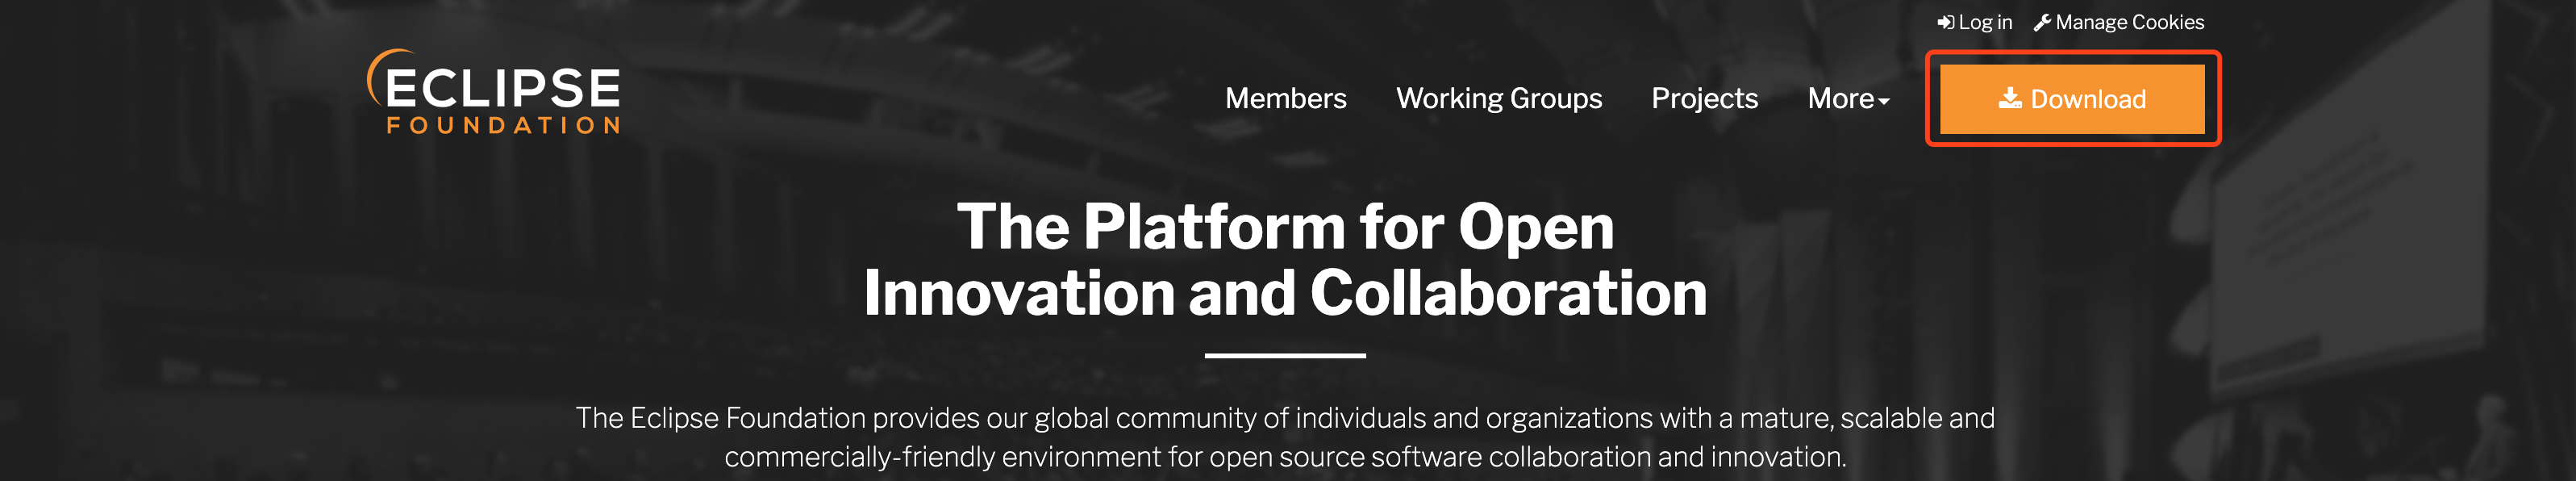 Log in
Manage Cookies
ECLIPSE
FOUNDATION
Members
Working Groups
Projects
More
Download
The Platform for Open
Innovation and Collaboration
The Eclipse Foundation provides our global community of individuals and organizations with a mature, scalable and
commercially-friendly environment for open source software collaboration and innovation.